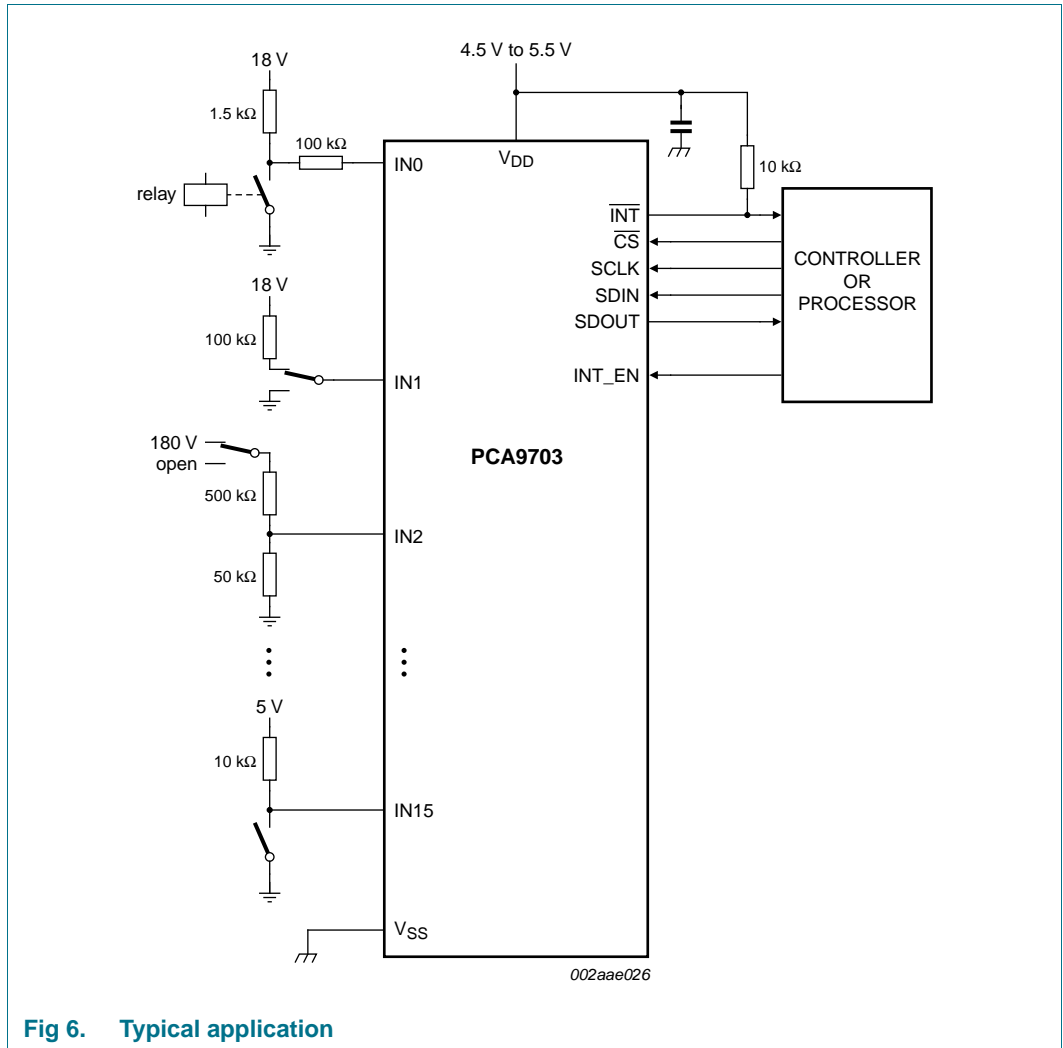 4.5 V to 5.5 V
18 V
1.5 kΩ
100 kΩ
IN0
VDD
10 kΩ
relay
INT
CS
SCLK
SDIN
SDOUT
INT_EN
CONTROLLER
OR
PROCESSOR
18 V
100 kΩ
IN1
180 V
open
500 kΩ
IN2
50 kΩ
PCA9703
5 V
10 kΩ
IN15
VSS
002aae026
Fig 6. Typical application